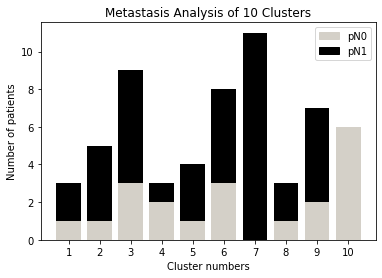 Metastasis Analysis of 10 Clusters
pN0
pN1
Number of patients
10
8
6
4
2
0
1 2 3 4 5 6 7 8 9 10
Cluster numbers